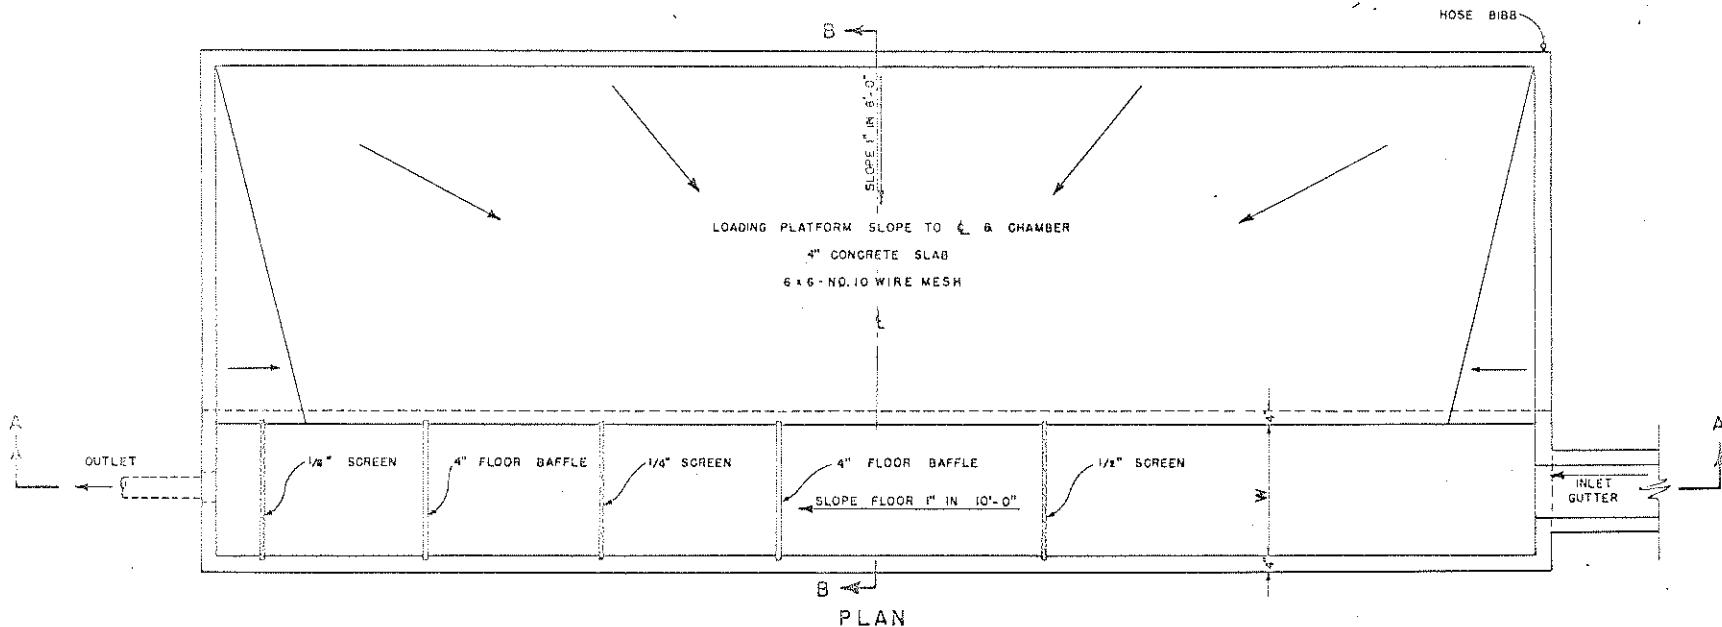 HOSE BIBB
B
SLOPE 1" IN 8'-0"
LOADING PLATFORM SLOPE TO ℄ & CHAMBER
4" CONCRETE SLAB
6 x 6 - NO. 10 WIRE MESH
℄
A
A
4"
OUTLET
1/8" SCREEN
4" FLOOR BAFFLE
1/4" SCREEN
4" FLOOR BAFFLE
1/2" SCREEN
SLOPE FLOOR 1" IN 10'-0"
W
INLET
GUTTER
4"
B
PLAN